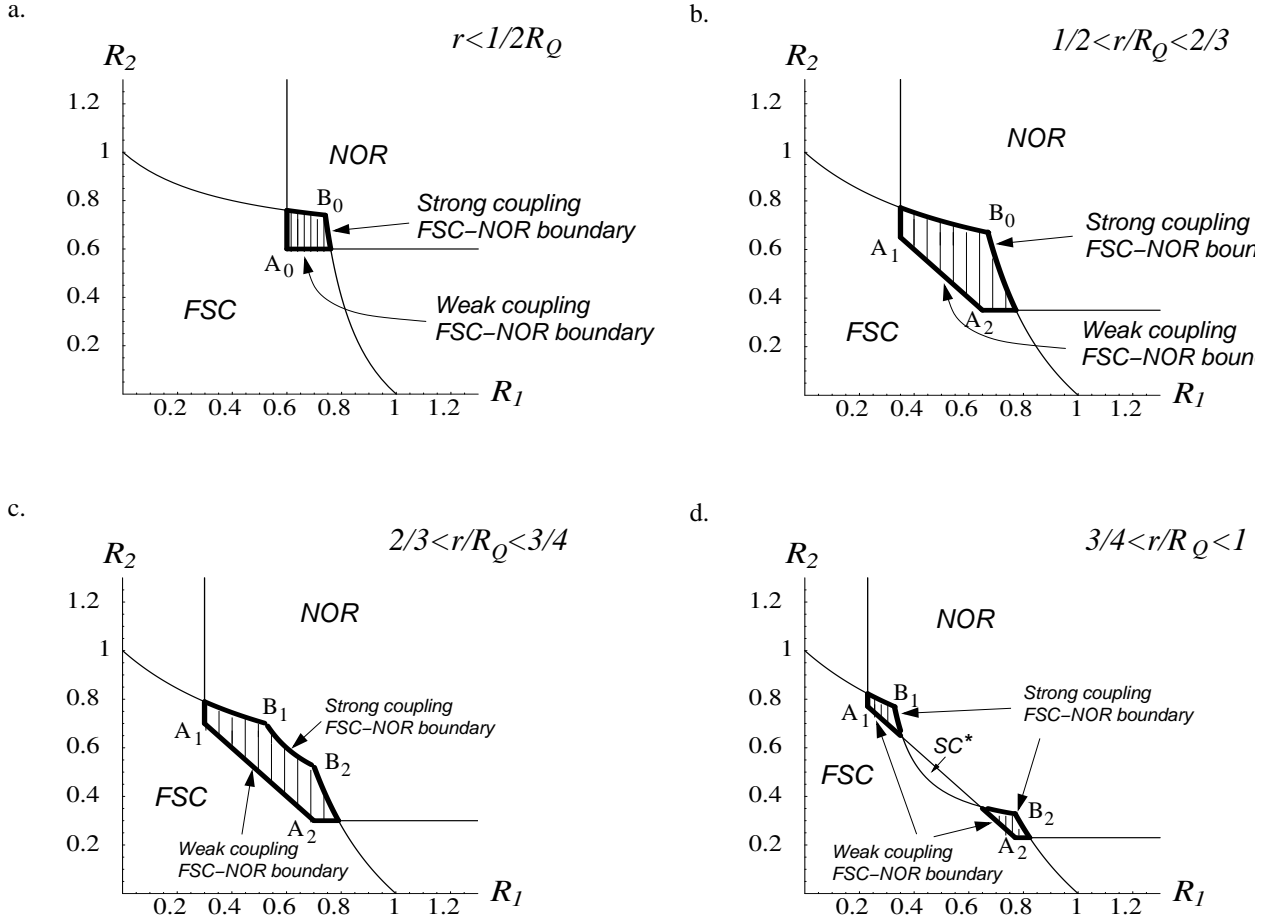 a.
r<1/2R_Q
R_2
1.2
1
0.8
0.6
0.4
0.2
0.2 0.4 0.6 0.8 1 1.2
R_1
NOR
FSC
B_0
A_0
Strong coupling
FSC−NOR boundary
Weak coupling
FSC−NOR boundary
b.
1/2<r/R_Q<2/3
R_2
1.2
1
0.8
0.6
0.4
0.2
0.2 0.4 0.6 0.8 1 1.2
R_1
NOR
FSC
B_0
A_1
A_2
Strong coupling
FSC−NOR boun
Weak coupling
FSC−NOR boun
c.
2/3<r/R_Q<3/4
R_2
1.2
1
0.8
0.6
0.4
0.2
0.2 0.4 0.6 0.8 1 1.2
R_1
NOR
FSC
B_1
A_1
B_2
A_2
Strong coupling
FSC−NOR boundary
Weak coupling
FSC−NOR boundary
d.
3/4<r/R_Q<1
R_2
1.2
1
0.8
0.6
0.4
0.2
0.2 0.4 0.6 0.8 1 1.2
R_1
NOR
FSC
B_1
A_1
SC*
B_2
A_2
Strong coupling
FSC−NOR boundary
Weak coupling
FSC−NOR boundary